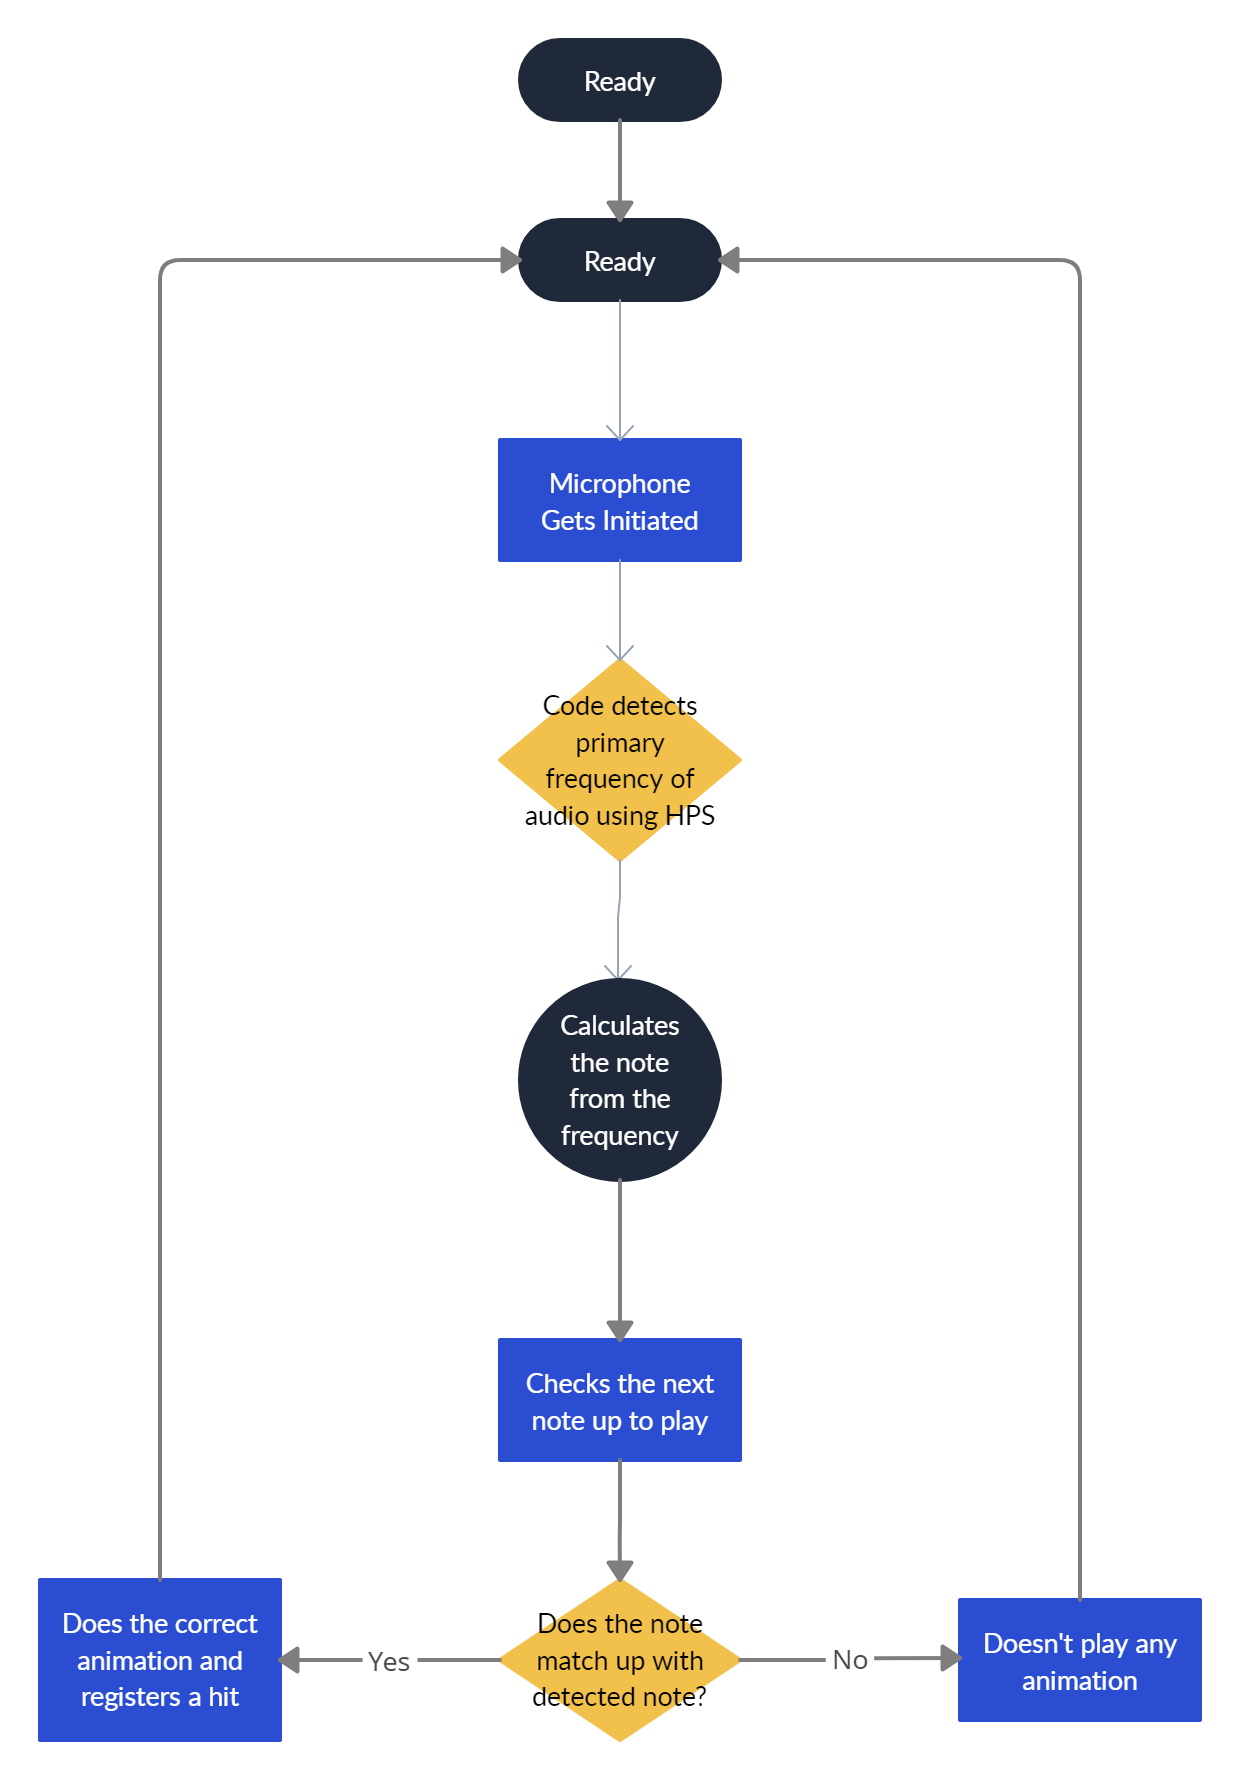 Ready
Ready
Microphone
Gets Initiated
Code detects
primary
frequency of
audio using HPS
Calculates
the note
from the
frequency
Checks the next
note up to play
Does the correct
animation and
registers a hit
Yes
Does the note
match up with
detected note?
No
Doesn't play any
animation